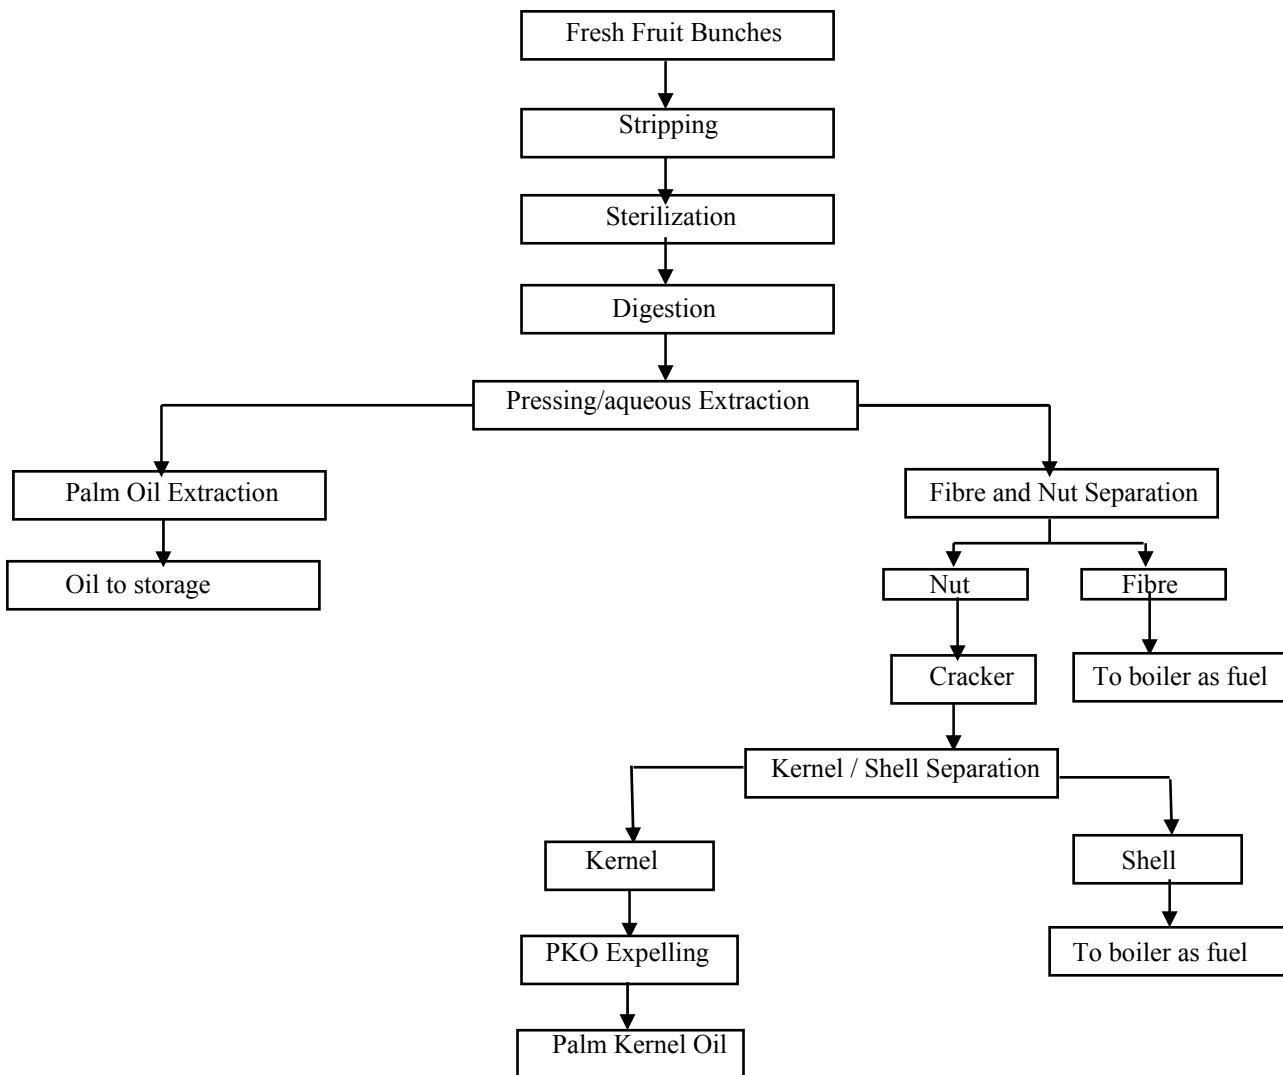 Fresh Fruit Bunches
Stripping
Sterilization
Digestion
Pressing/aqueous Extraction
Palm Oil Extraction
Fibre and Nut Separation
Oil to storage
Nut
Fibre
Cracker
To boiler as fuel
Kernel / Shell Separation
Kernel
Shell
PKO Expelling
To boiler as fuel
Palm Kernel Oil